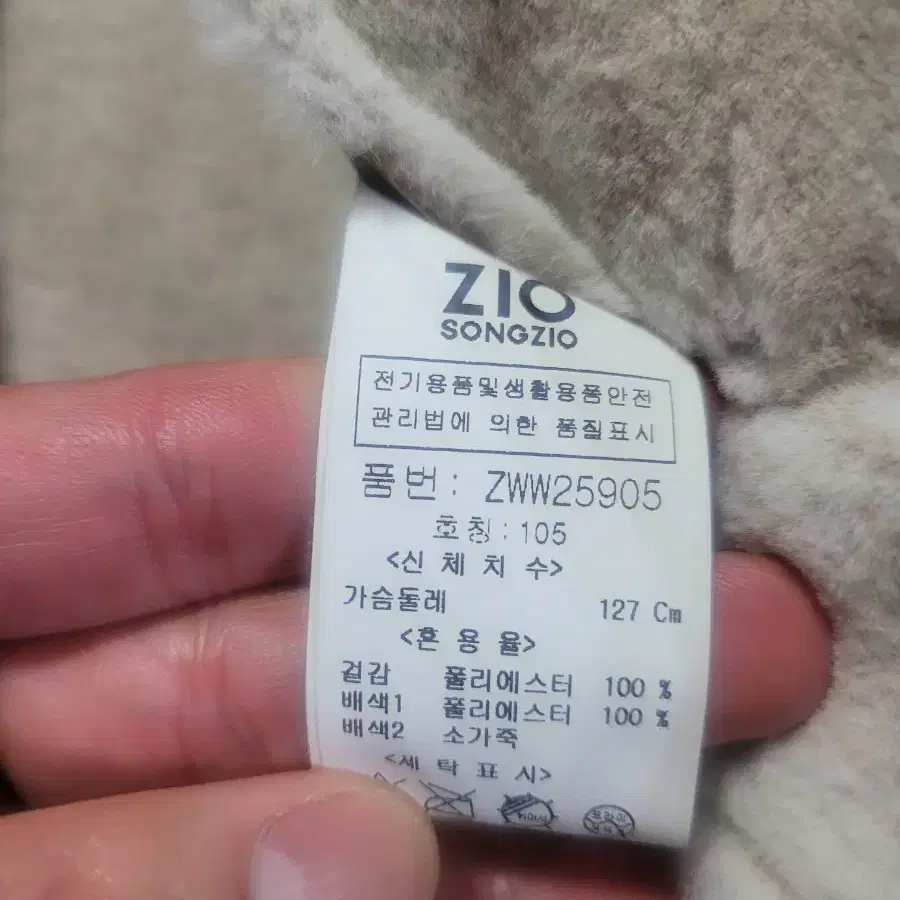 ZIO
SONGZIO
전기용품및생활용품안전
관리법에 의한 품질표시
품번: ZWW25905
호칭:105
<신 체 치 수>
가슴둘레 127 Cm
<혼 용 율>
겉감 폴리에스터 100 %
배색1 폴리에스터 100 %
배색2 소가죽
<세 탁 표 시>
드라이